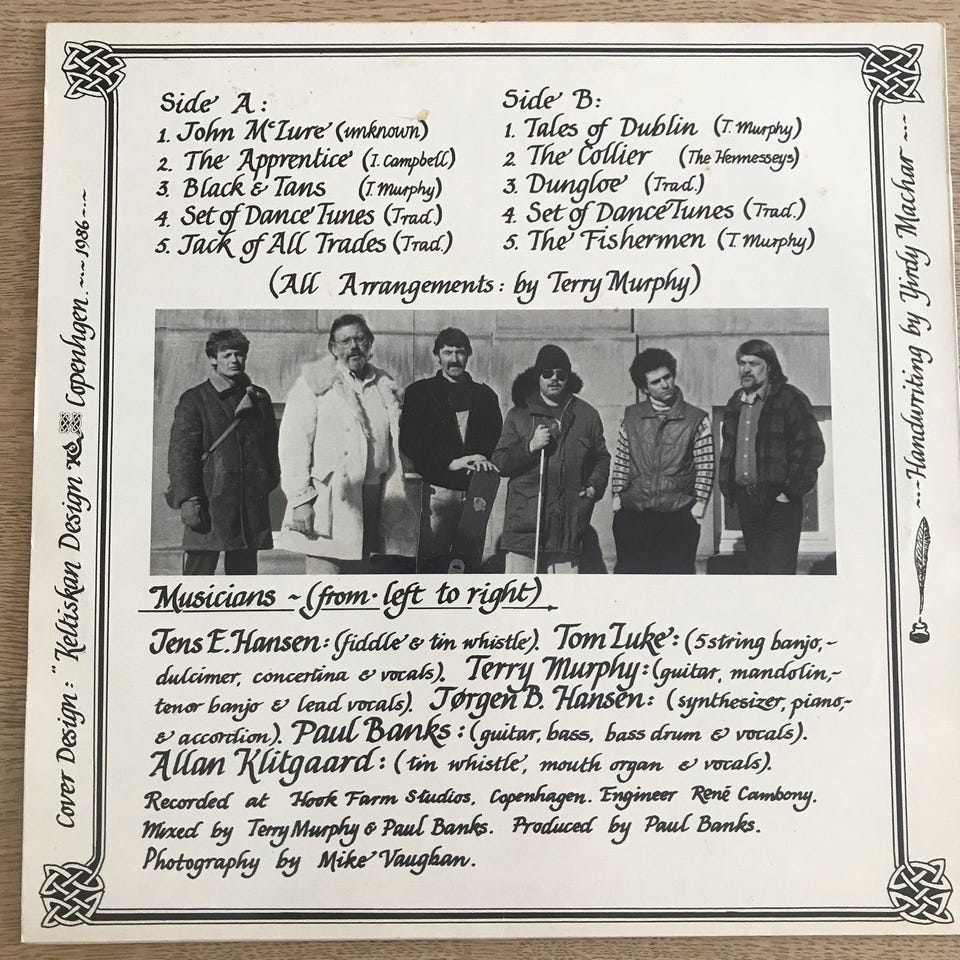 Side A:
1. John McLure (unknown)
2. The Apprentice (I. Campbell)
3. Black & Tans (T. Murphy)
4. Set of Dance Tunes (Trad.)
5. Jack of All Trades (Trad.)
Side B:
1. Tales of Dublin (T. Murphy)
2. The Collier (The Hennesseys)
3. Dungloe (Trad.)
4. Set of Dance Tunes (Trad.)
5. The Fishermen (T Murphy)
(All Arrangements: by Terry Murphy)
Musicians ~ (from left to right).
Jens E. Hansen: (fiddle & tin whistle). Tom Luke: (5 string banjo,-
dulcimer, concertina & vocals). Terry Murphy: (guitar, mandolin,-
tenor banjo & lead vocals). Jørgen B. Hansen: (synthesizer, piano,-
& accordion). Paul Banks: (guitar, bass, bass drum & vocals).
Allan Klitgaard: (tin whistle, mouth organ & vocals).
Recorded at Hook Farm Studios, Copenhagen. Engineer René Cambony.
Mixed by Terry Murphy & Paul Banks. Produced by Paul Banks.
Photography by Mike Vaughan.
Cover Design: "Keltiskan Design Copenhgen. ~~ 1986 ~~
~~~Handwriting by Yirdy Machar ~~~